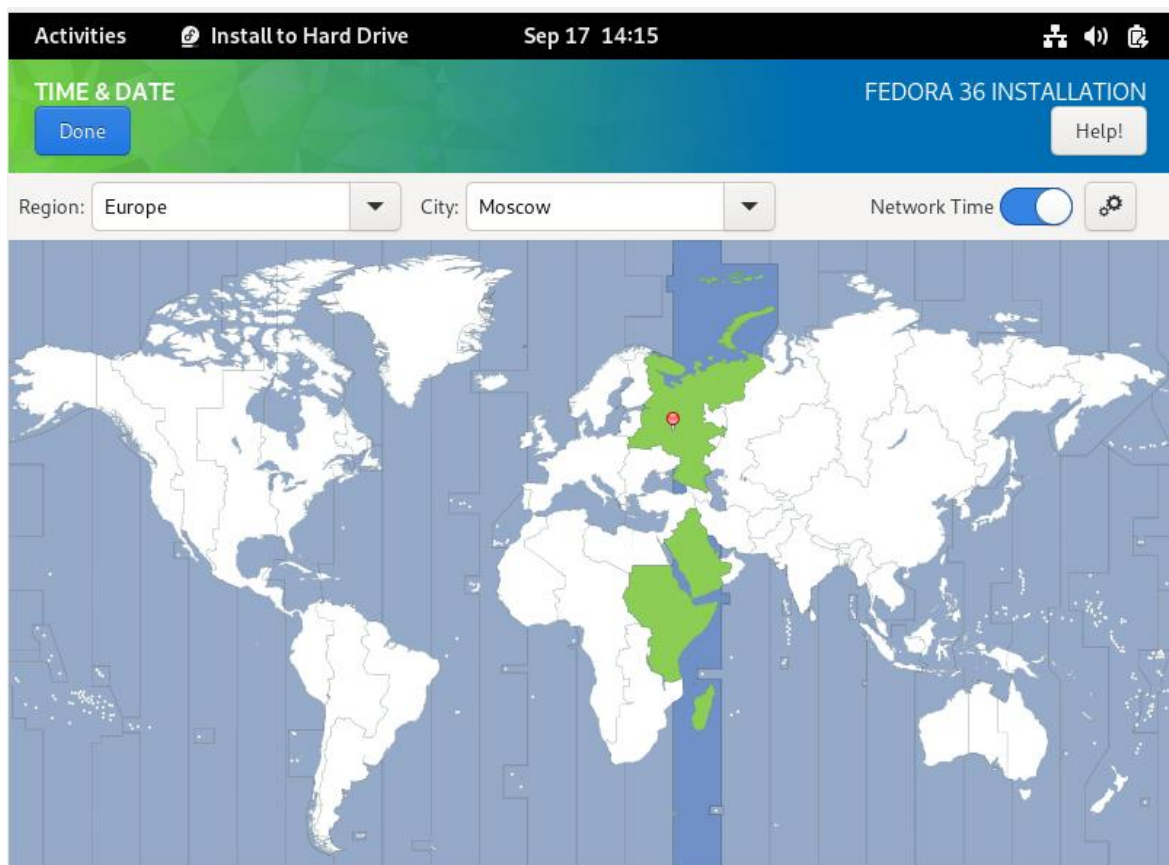 Activities Install to Hard Drive Sep 17 14:15
TIME & DATE FEDORA 36 INSTALLATION
Done Help!
Region: Europe City: Moscow Network Time